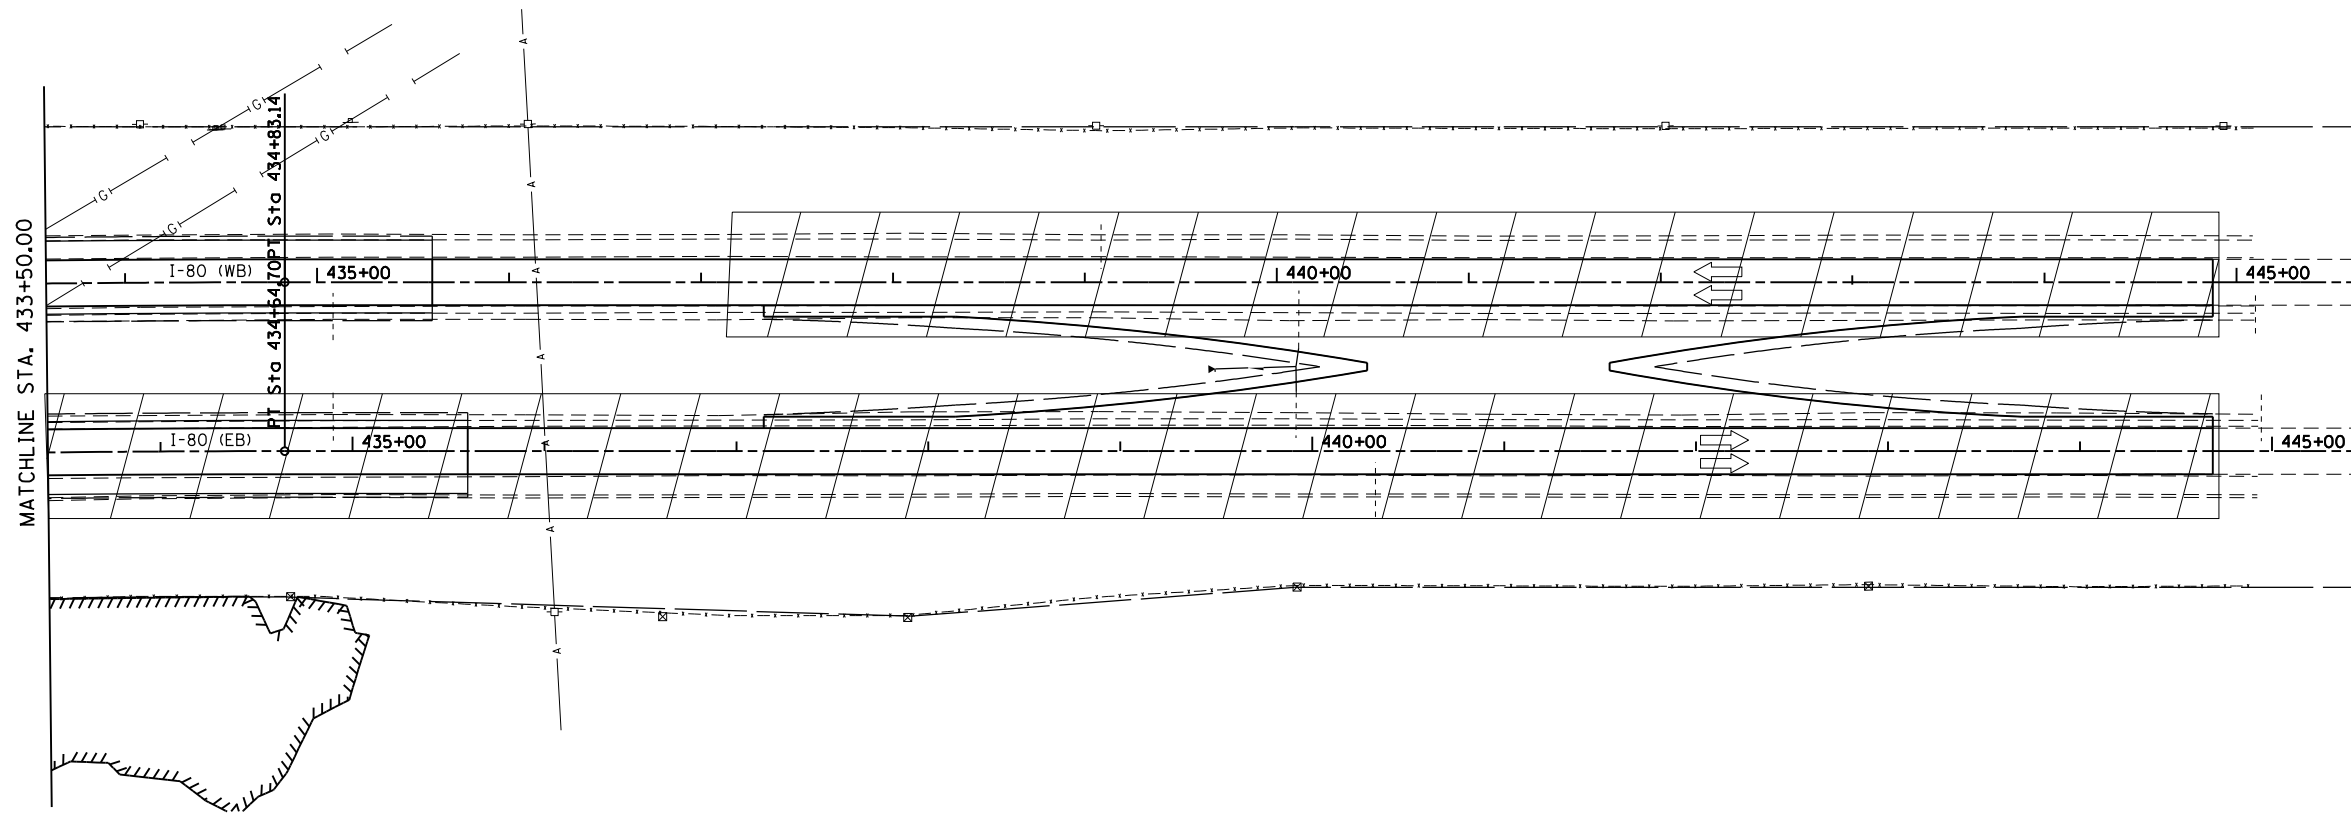 MATCHLINE STA. 433+50.00
G
G
G
G
A
A
A
A
A
A
A
PT Sta 434+83.14
PT Sta 434+64.70
I-80 (WB)
435+00
440+00
445+00
I-80 (EB)
435+00
440+00
445+00